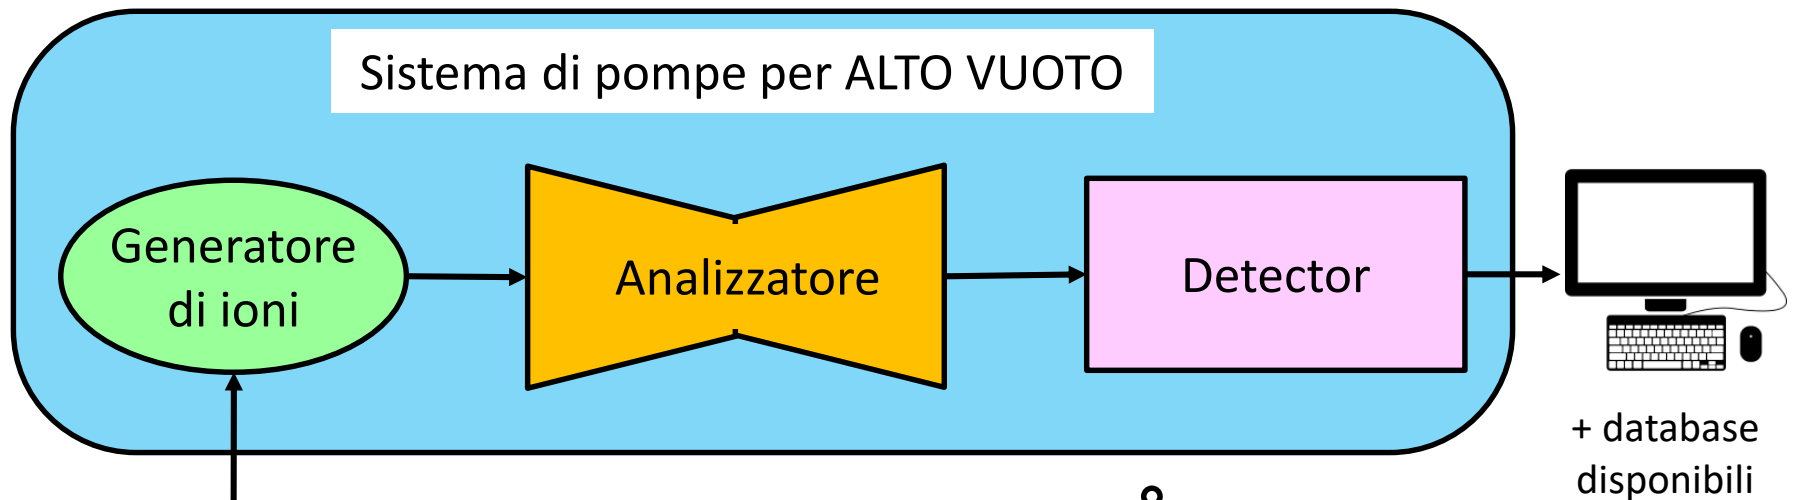 Sistema di pompe per ALTO VUOTO
Generatore
di ioni
Analizzatore
Detector
+ database
disponibili